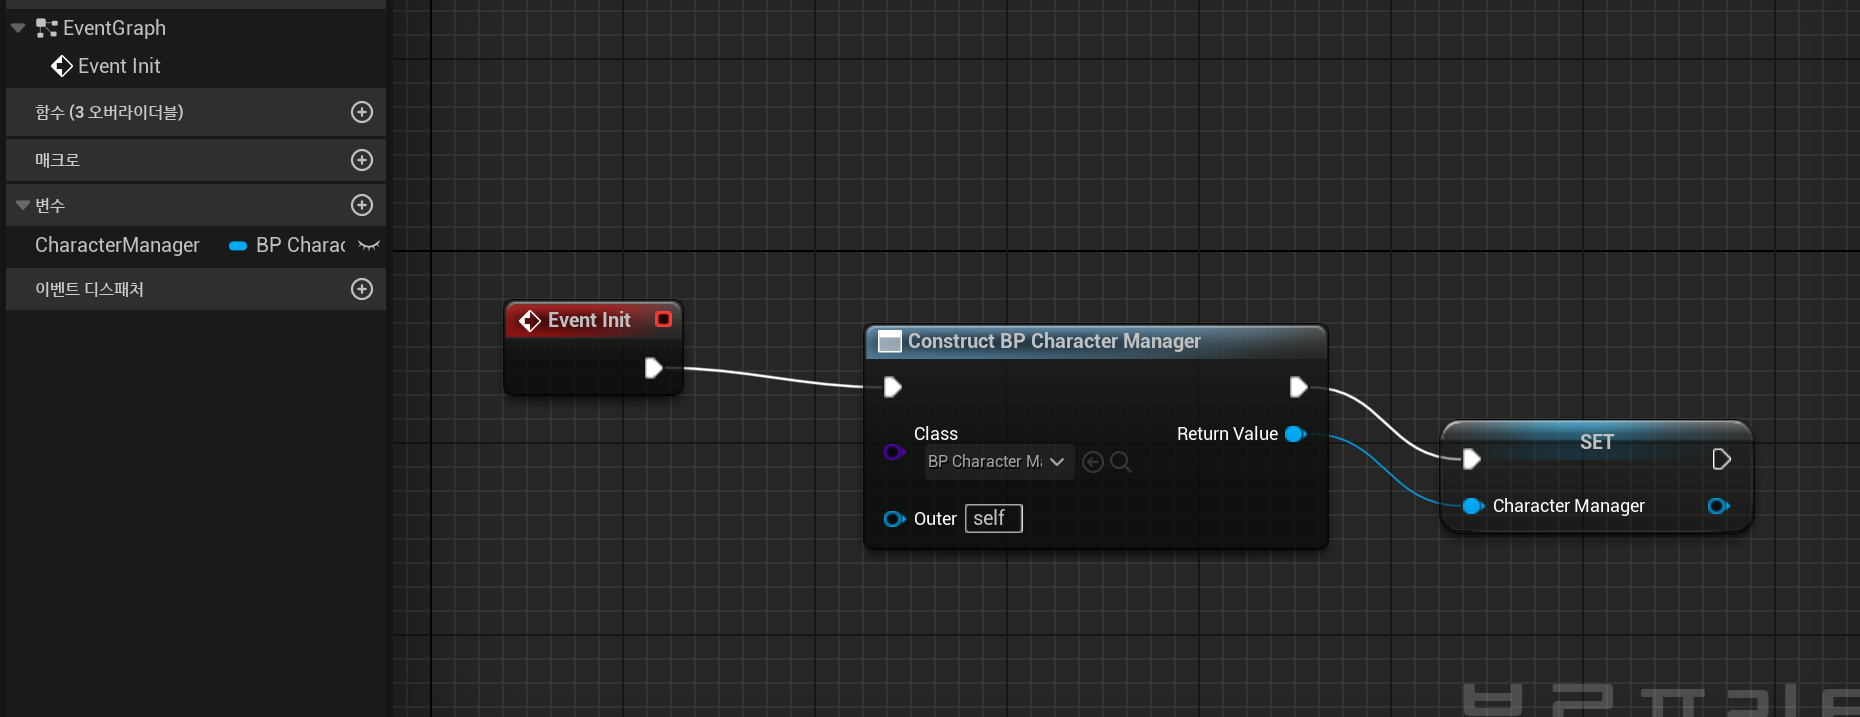 EventGraph
Event Init
함수 (3 오버라이더블)
매크로
변수
CharacterManager BP Charac
이벤트 디스패처
Event Init
Construct BP Character Manager
Class
BP Character Ma
Return Value
Outer self
SET
Character Manager